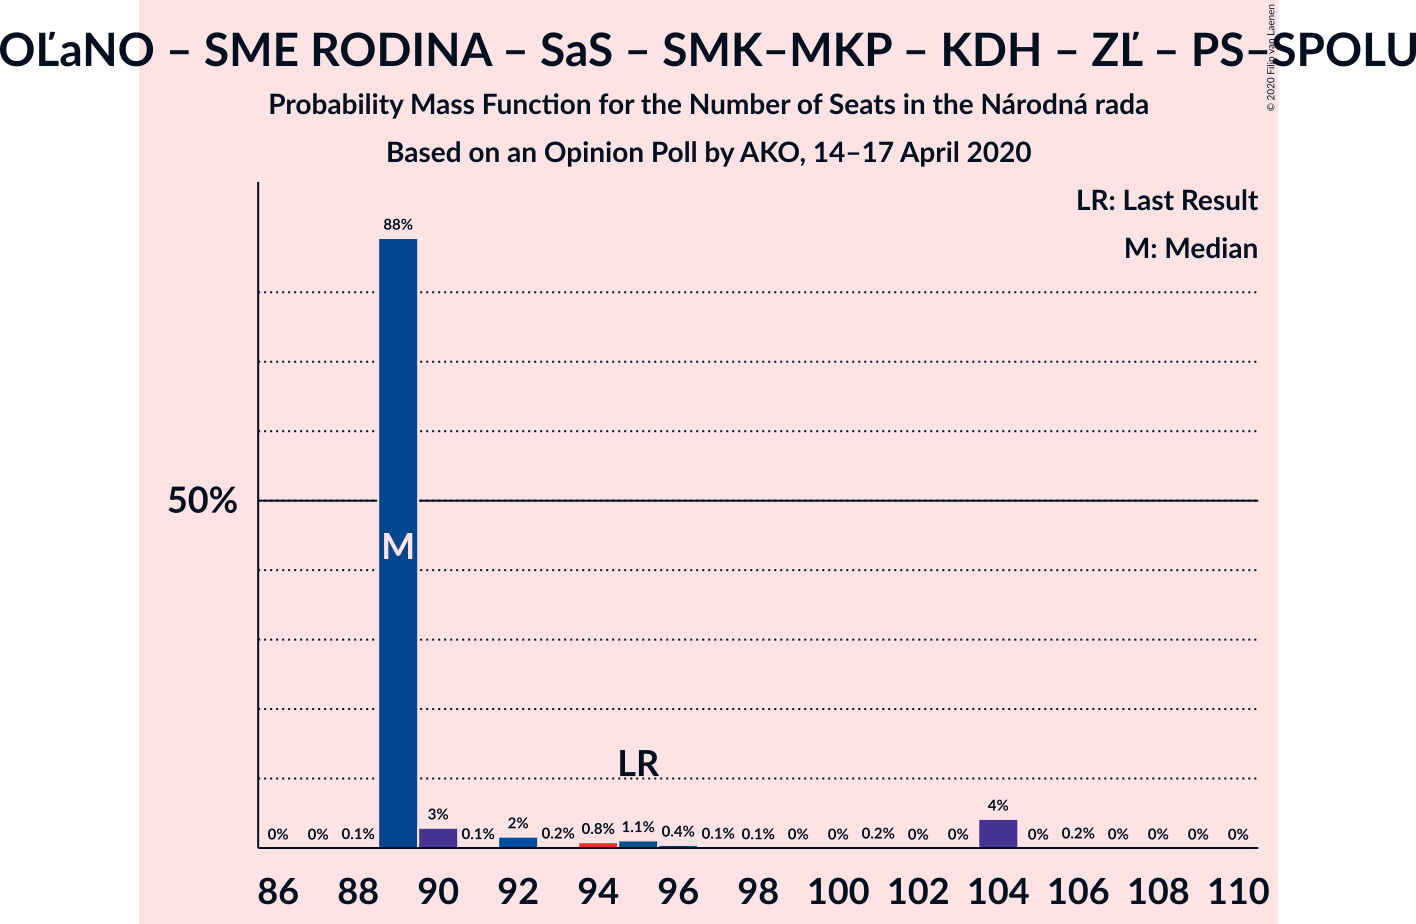 OĽaNO – SME RODINA – SaS – SMK–MKP – KDH – ZĽ – PS–SPOLU
© 2020 Filip van Laenen
Probability Mass Function for the Number of Seats in the Národná rada
Based on an Opinion Poll by AKO, 14–17 April 2020
LR: Last Result
M: Median
88%
50%
M
LR
0% 0% 0.1% 3% 0.1% 2% 0.2% 0.8% 1.1% 0.4% 0.1% 0.1% 0% 0% 0.2% 0% 0% 4% 0% 0.2% 0% 0% 0% 0%
86 88 90 92 94 96 98 100 102 104 106 108 110